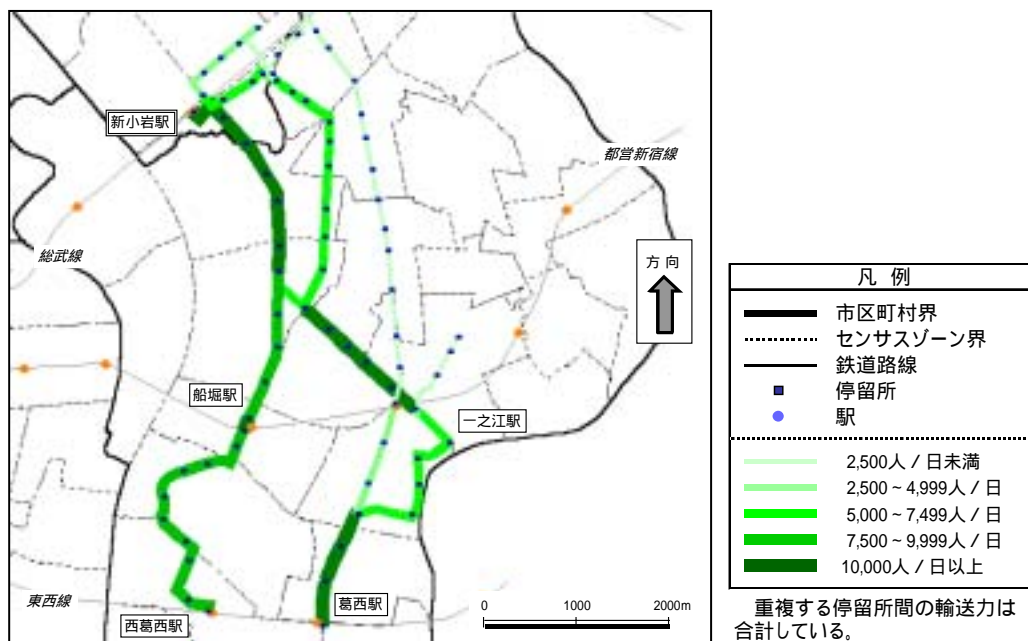 新小岩駅
都営新宿線
総武線
方向
船堀駅
一之江駅
東西線
西葛西駅
葛西駅
0 1000 2000m
凡例
市区町村界
センサスゾーン界
鉄道路線
停留所
駅
2,500人/日未満
2,500~4,999人/日
5,000~7,499人/日
7,500~9,999人/日
10,000人/日以上
重複する停留所間の輸送力は
合計している。